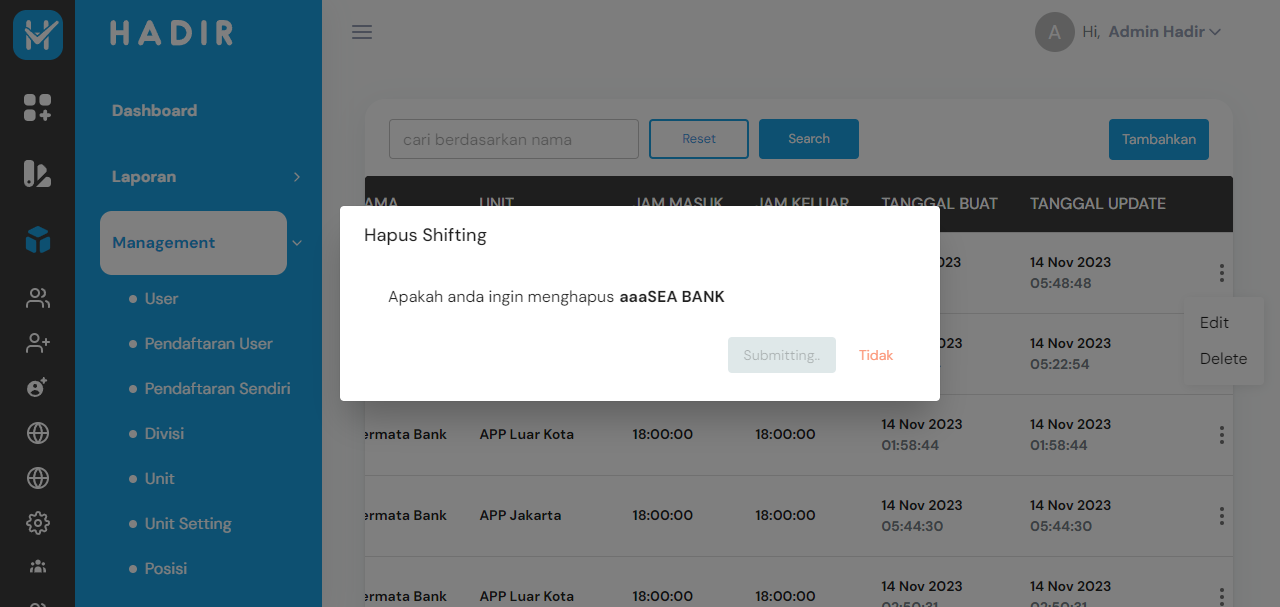 HADIR
A Hi, Admin Hadir
Dashboard
Laporan
Management
User
Pendaftaran User
Pendaftaran Sendiri
Divisi
Unit
Unit Setting
Posisi
cari berdasarkan nama
Reset
Search
Tambahkan
AMA UNIT JAM MASUK JAM KELUAR TANGGAL BUAT TANGGAL UPDATE
Hapus Shifting
Apakah anda ingin menghapus aaaSEA BANK
Submitting..
Tidak
2023 14 Nov 2023
05:48:48
Edit
Delete
2023 14 Nov 2023
05:22:54
ermata Bank APP Luar Kota 18:00:00 18:00:00 14 Nov 2023 14 Nov 2023
01:58:44 01:58:44
ermata Bank APP Jakarta 18:00:00 18:00:00 14 Nov 2023 14 Nov 2023
05:44:30 05:44:30
ermata Bank APP Luar Kota 18:00:00 18:00:00 14 Nov 2023 14 Nov 2023
02:50:31 02:50:31